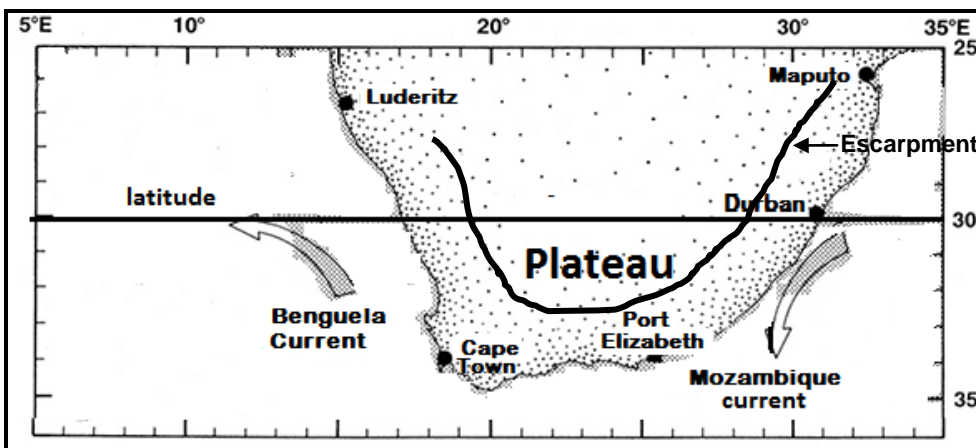 5°E 10° 20° 30° 35°E
25
Maputo
Luderitz
Escarpment
latitude
Durban
30
Plateau
Benguela
Current
Port
Elizabeth
Cape
Town
Mozambique
current
35